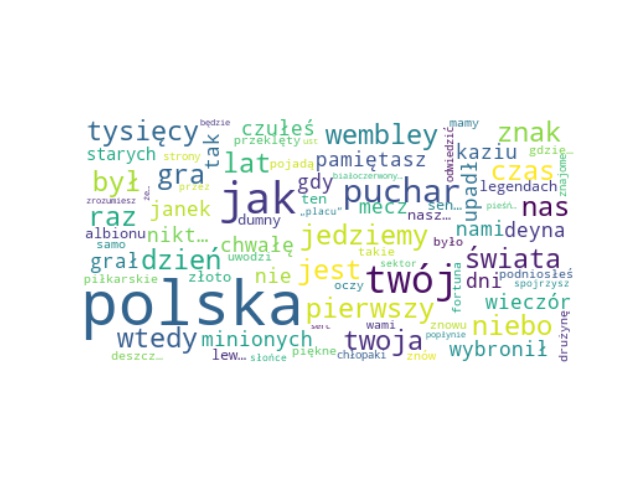 tysięcy
będzie
czułeś
wembley
mamy
znak
tak
przeklęty
odwiedzić
starych
strony
lat
pojadą
pamiętasz
kaziu
gdzie…
gra
czas
znajome
był
białoczerwony…
gdy
puchar
upadł
legendach
zrozumiesz
że…
przez
jak
ten
mecz
sen…
pieśń…
nas
raz
janek
dumny
„placu”
nasz…
albionu
nikt…
chwałę
jedziemy
nami
deyna
samo
było
grał
dzień
uwodzi
takie
świata
piłkarskie
złoto
nie
jest
sektor
twój
dni
podniosłeś
oczy
fortuna
spojrzysz
polska
pierwszy
wieczór
wtedy
minionych
serc
wami
znowu
niebo
drużynę
twoja
popłynie
deszcz…
lew…
słońce
piękne
chłopaki
znów
wybronił